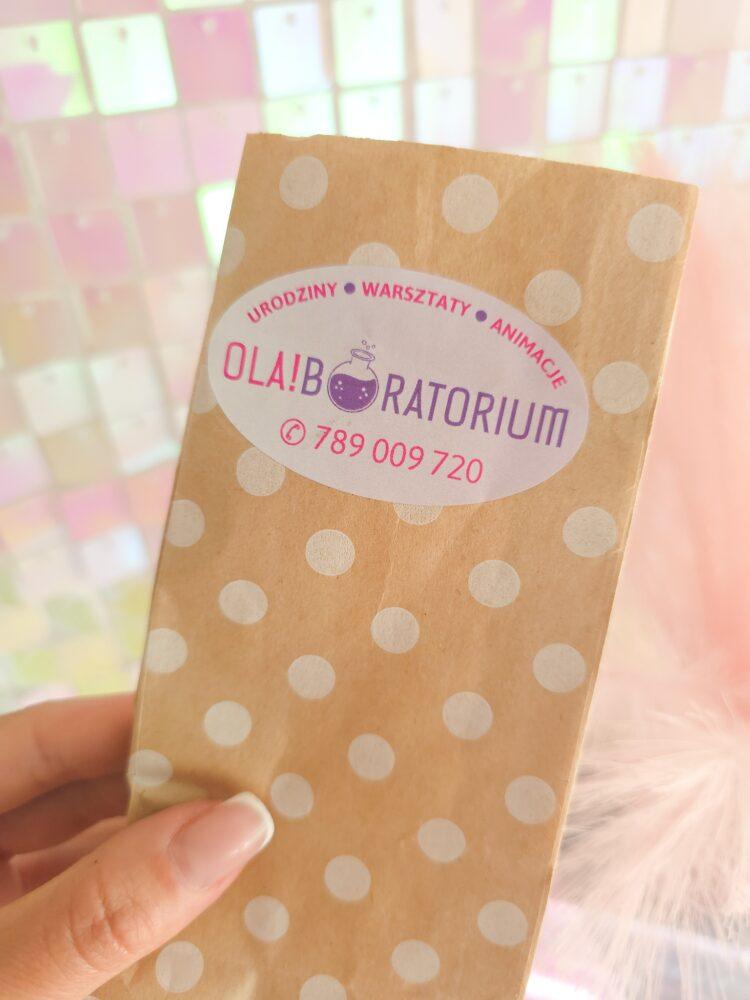 URODZINY • WARSZTATY • ANIMACJE
OLA!BORATORIUM
✆ 789 009 720